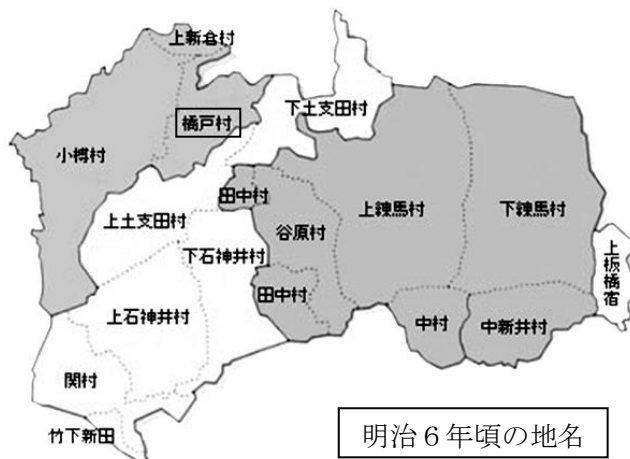 上新倉村
下土支田村
橋戸村
小榑村
田中村
上練馬村
下練馬村
上土支田村
谷原村
下石神井村
上板橋宿
田中村
上石神井村
中村
中新井村
関村
竹下新田
明治6年頃の地名